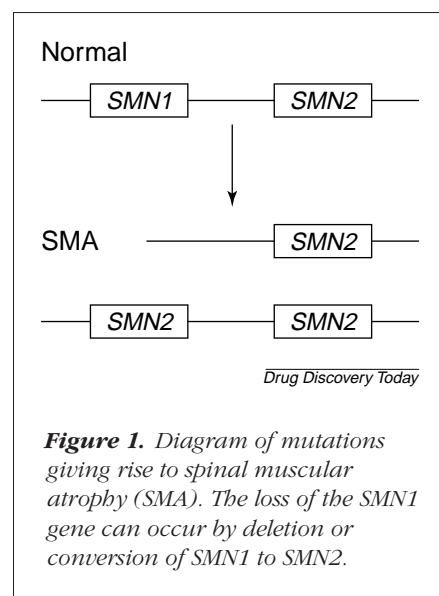 Normal
SMN1 SMN2
SMA SMN2
SMN2 SMN2
Drug Discovery Today
Figure 1. Diagram of mutations
giving rise to spinal muscular
atrophy (SMA). The loss of the SMN1
gene can occur by deletion or
conversion of SMN1 to SMN2.